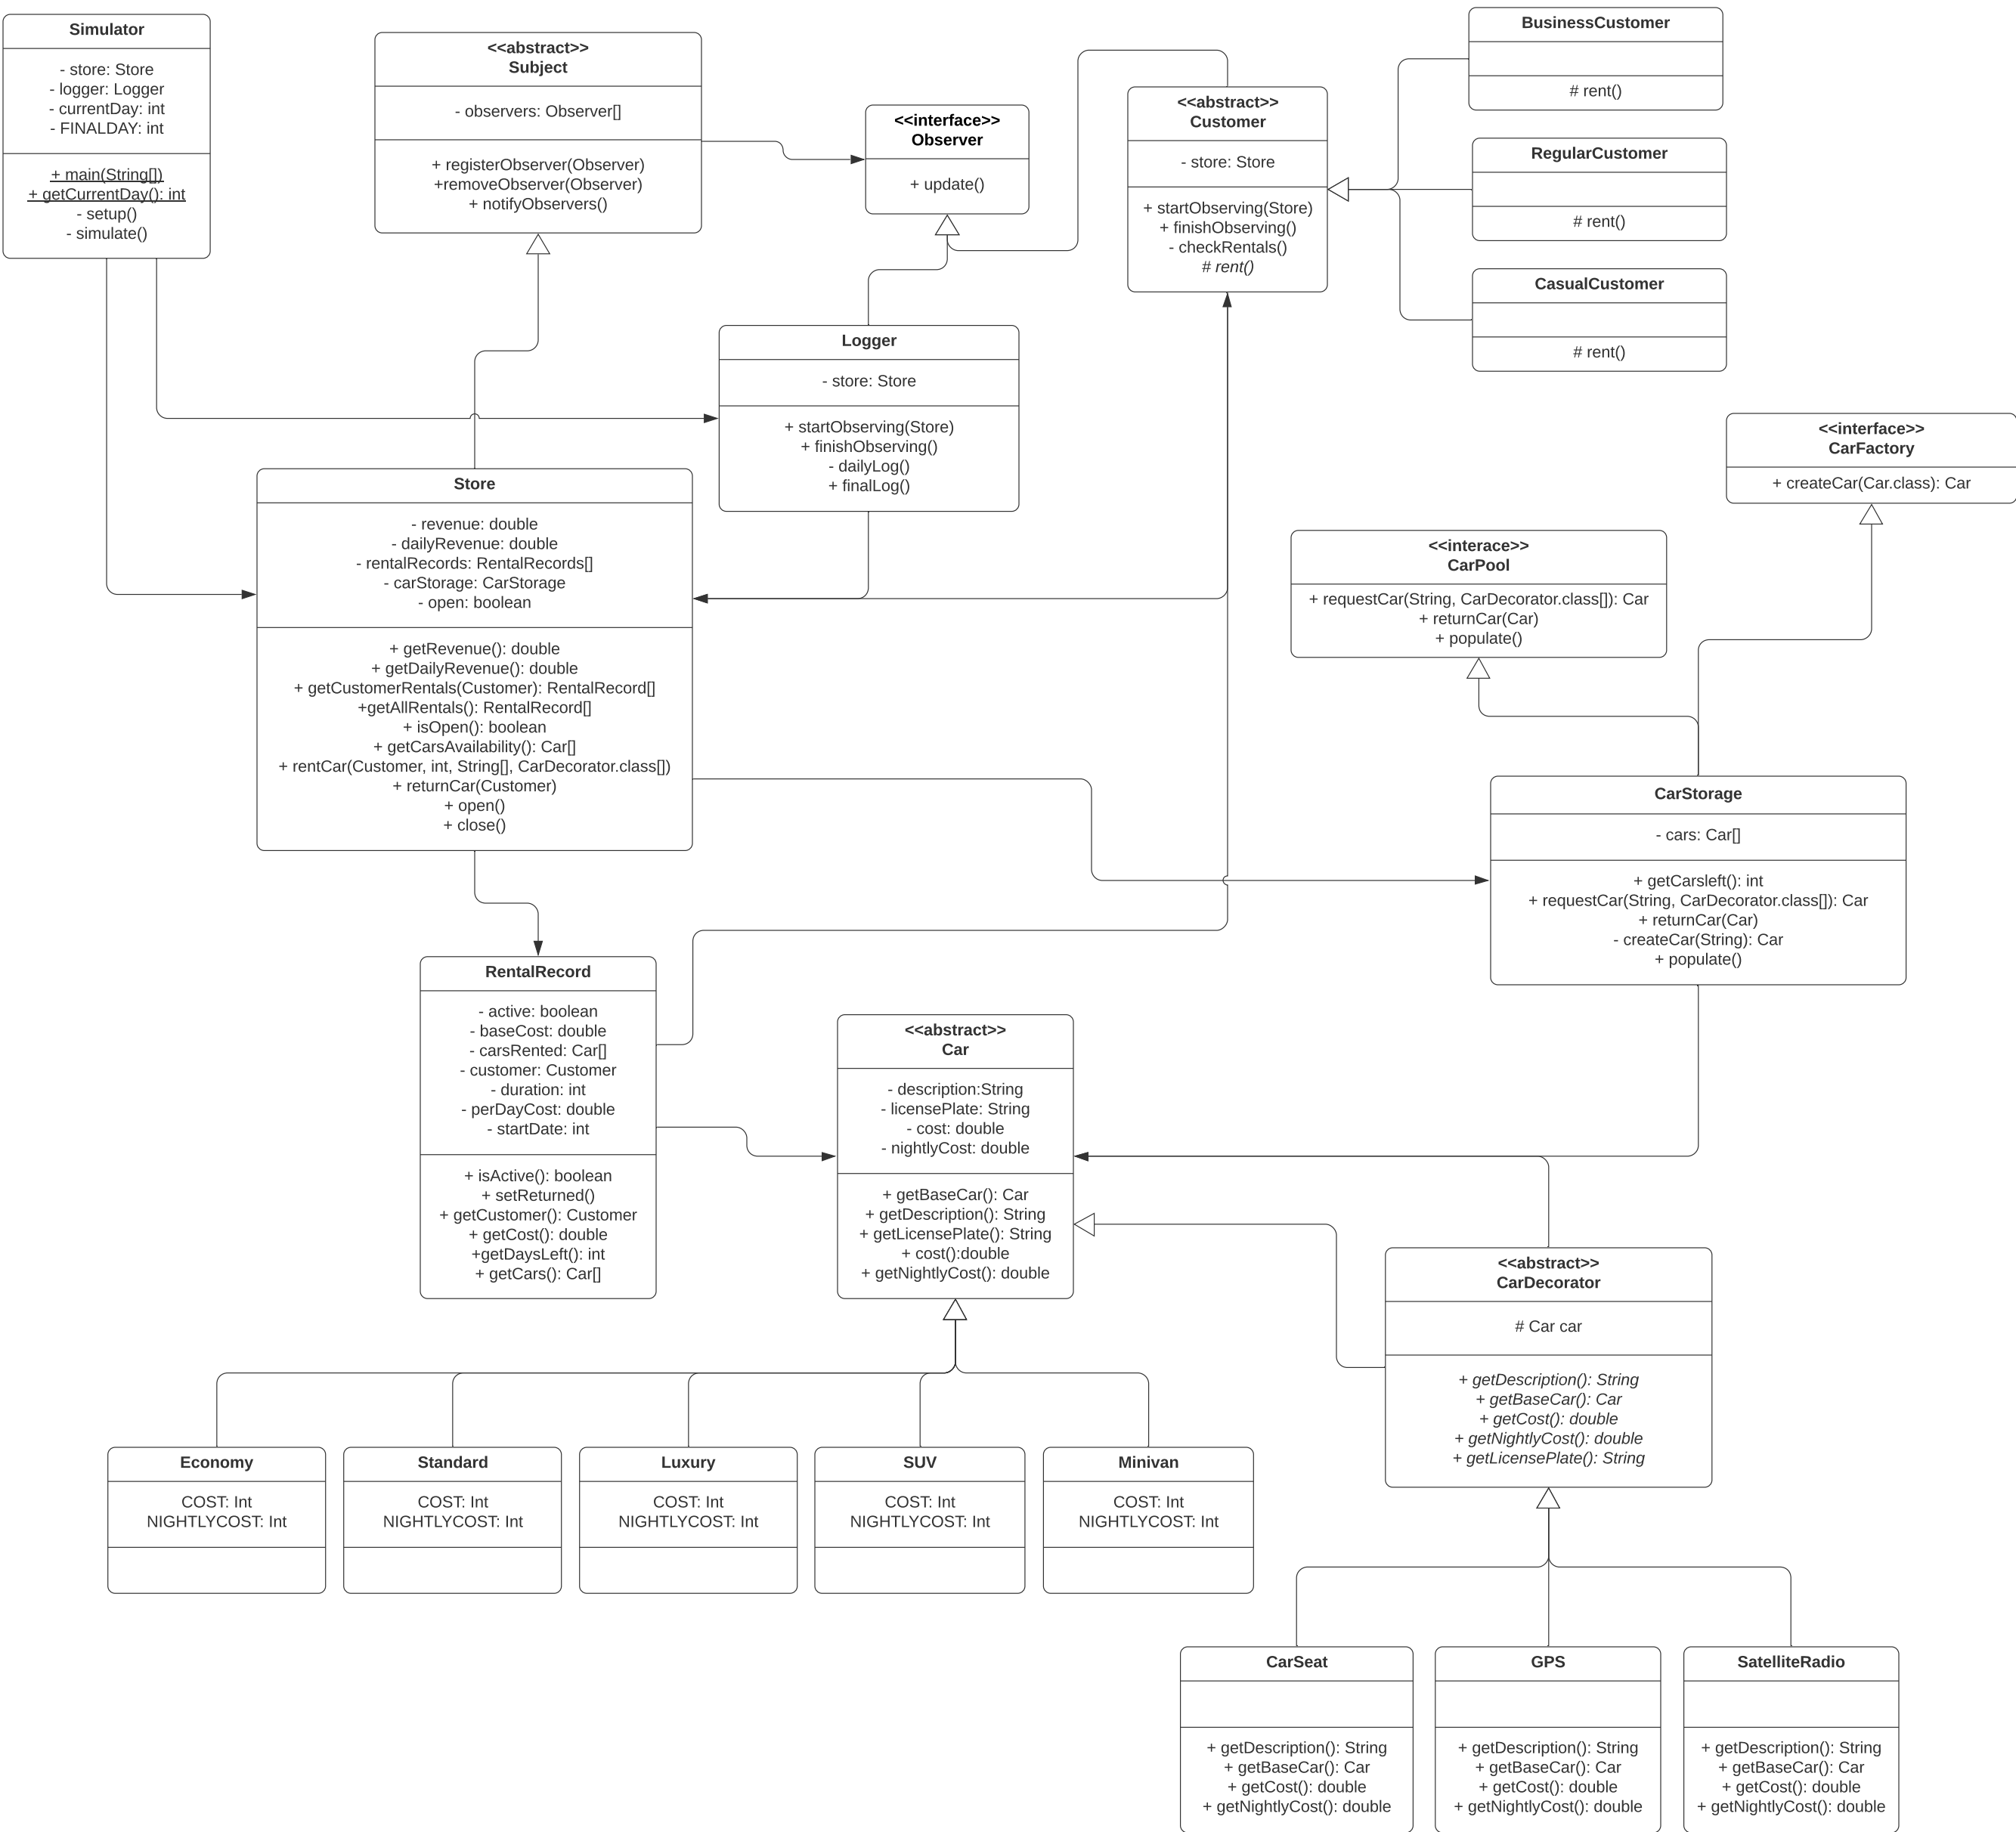 Simulator
- store: Store
- logger: Logger
- currentDay: int
- FINALDAY: int
+ main(String[])
+ getCurrentDay(): int
- setup()
- simulate()
<<abstract>>
Subject
- observers: Observer[]
+ registerObserver(Observer)
+removeObserver(Observer)
+ notifyObservers()
<<interface>>
Observer
+ update()
<<abstract>>
Customer
- store: Store
+ startObserving(Store)
+ finishObserving()
- checkRentals()
# rent()
BusinessCustomer
# rent()
RegularCustomer
# rent()
CasualCustomer
# rent()
Logger
- store: Store
+ startObserving(Store)
+ finishObserving()
- dailyLog()
+ finalLog()
<<interface>>
CarFactory
+ createCar(Car.class): Car
Store
- revenue: double
- dailyRevenue: double
- rentalRecords: RentalRecords[]
- carStorage: CarStorage
- open: boolean
+ getRevenue(): double
+ getDailyRevenue(): double
+ getCustomerRentals(Customer): RentalRecord[]
+getAllRentals(): RentalRecord[]
+ isOpen(): boolean
+ getCarsAvailability(): Car[]
+ rentCar(Customer, int, String[], CarDecorator.class[])
+ returnCar(Customer)
+ open()
+ close()
<<interace>>
CarPool
+ requestCar(String, CarDecorator.class[]): Car
+ returnCar(Car)
+ populate()
CarStorage
- cars: Car[]
+ getCarsleft(): int
+ requestCar(String, CarDecorator.class[]): Car
+ returnCar(Car)
- createCar(String): Car
+ populate()
RentalRecord
- active: boolean
- baseCost: double
- carsRented: Car[]
- customer: Customer
- duration: int
- perDayCost: double
- startDate: int
+ isActive(): boolean
+ setReturned()
+ getCustomer(): Customer
+ getCost(): double
+getDaysLeft(): int
+ getCars(): Car[]
<<abstract>>
Car
- description:String
- licensePlate: String
- cost: double
- nightlyCost: double
+ getBaseCar(): Car
+ getDescription(): String
+ getLicensePlate(): String
+ cost():double
+ getNightlyCost(): double
<<abstract>>
CarDecorator
# Car car
+ getDescription(): String
+ getBaseCar(): Car
+ getCost(): double
+ getNightlyCost(): double
+ getLicensePlate(): String
Economy
COST: Int
NIGHTLYCOST: Int
Standard
COST: Int
NIGHTLYCOST: Int
Luxury
COST: Int
NIGHTLYCOST: Int
SUV
COST: Int
NIGHTLYCOST: Int
Minivan
COST: Int
NIGHTLYCOST: Int
CarSeat
+ getDescription(): String
+ getBaseCar(): Car
+ getCost(): double
+ getNightlyCost(): double
GPS
+ getDescription(): String
+ getBaseCar(): Car
+ getCost(): double
+ getNightlyCost(): double
SatelliteRadio
+ getDescription(): String
+ getBaseCar(): Car
+ getCost(): double
+ getNightlyCost(): double